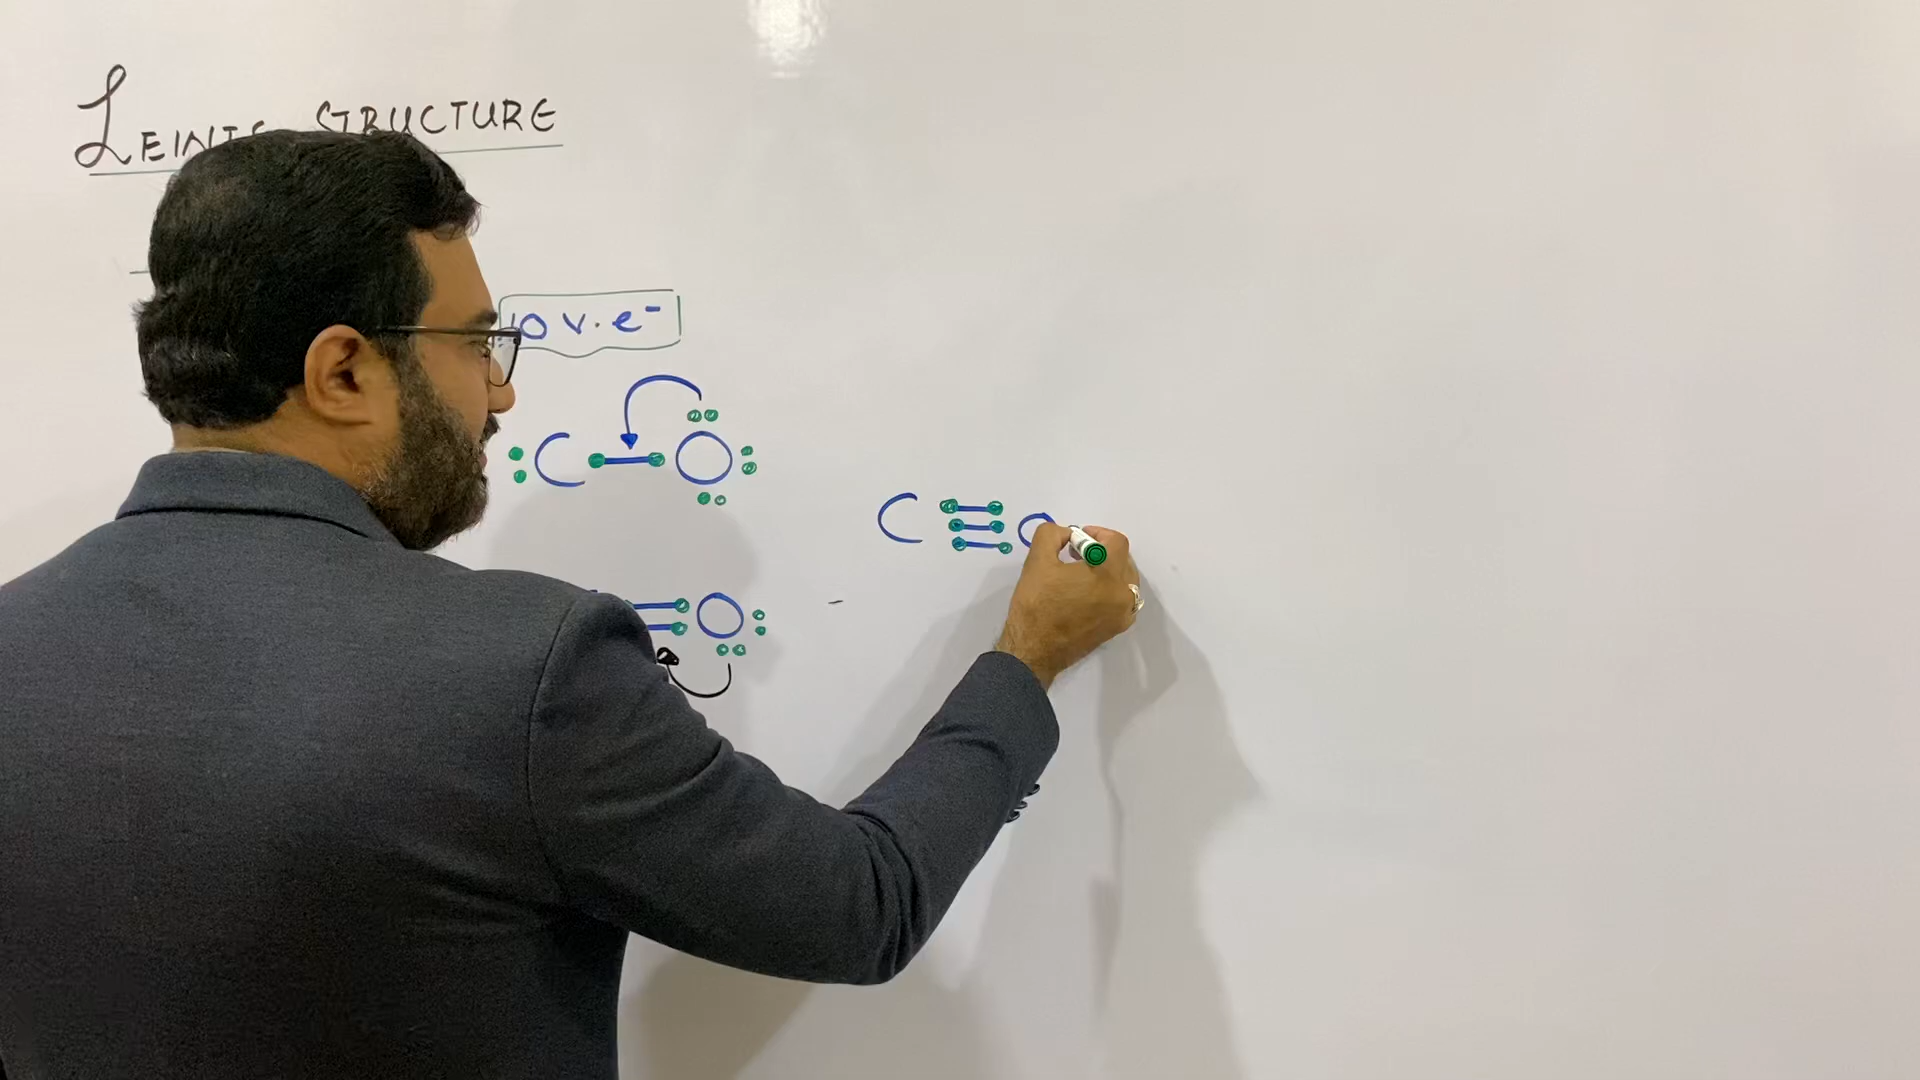 STRUCTURE
10 v. e⁻
C O
C O
O